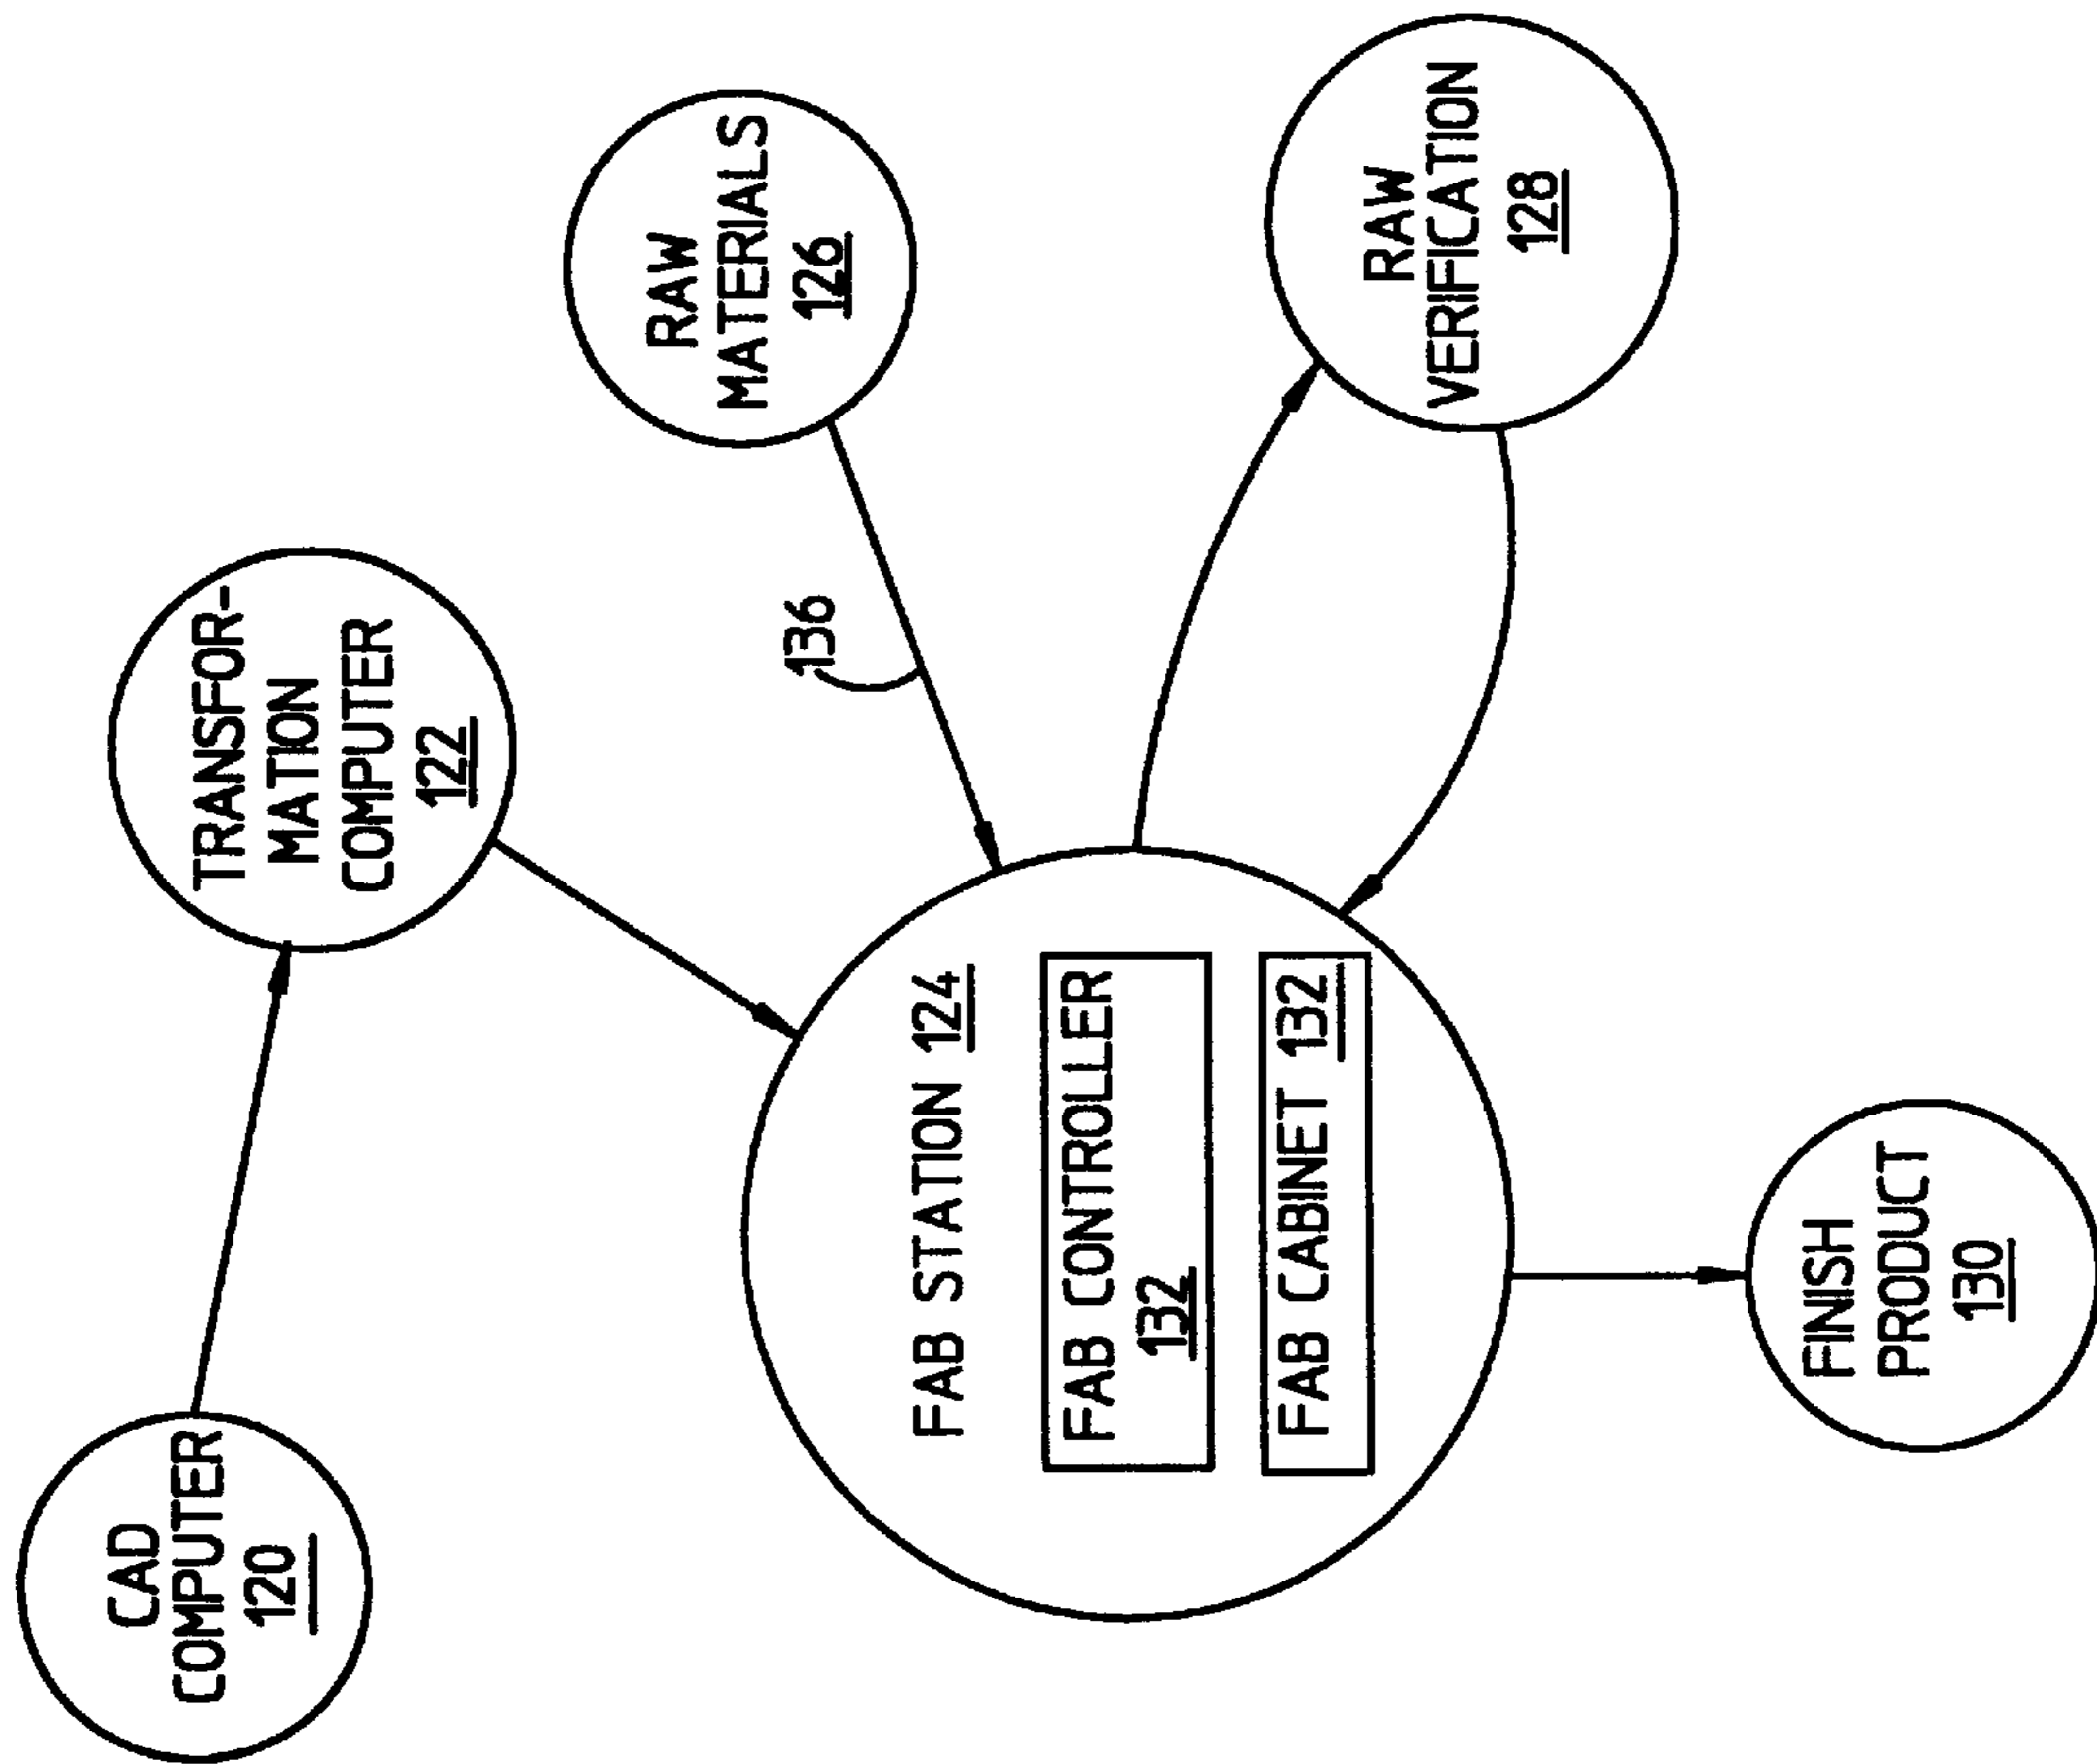 CAD
COMPUTER
120
TRANSFOR-
MATION
COMPUTER
122
RAW
MATERIALS
126
136
FAB STATION 124
FAB CONTROLLER
132
FAB CABINET 132
RAW
VERIFICATION
128
FINISH
PRODUCT
130